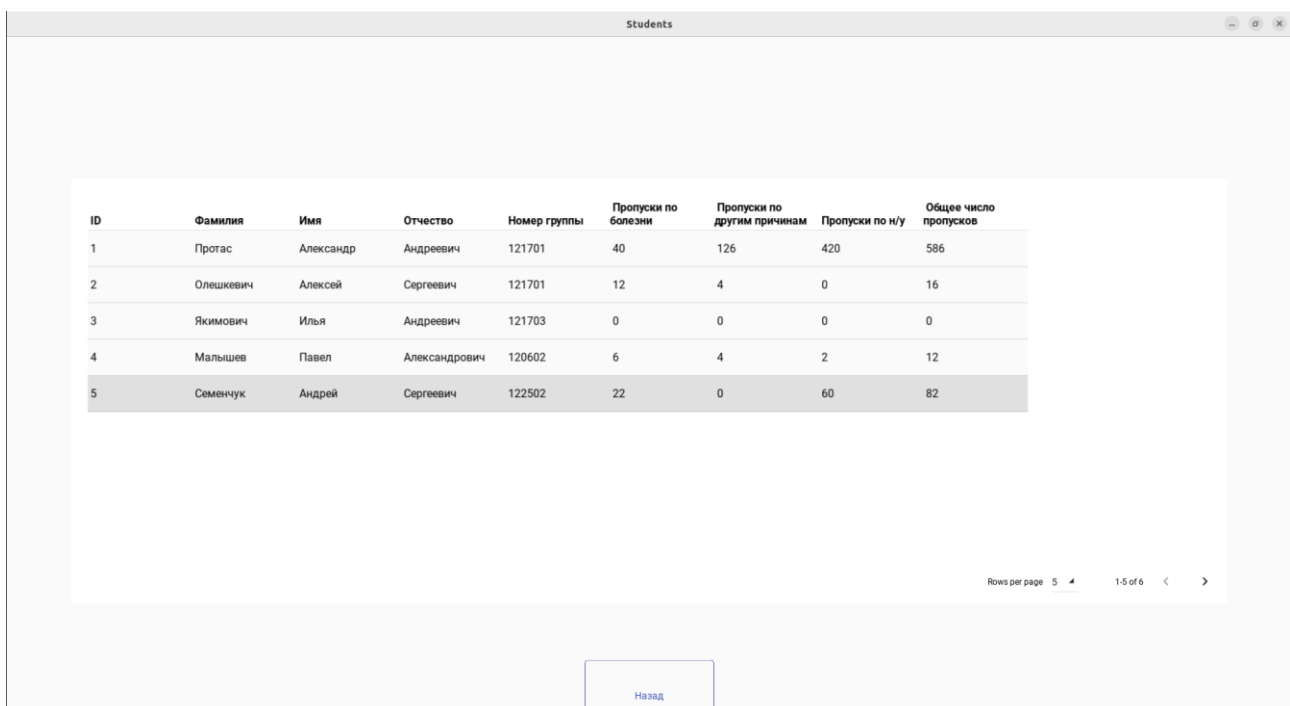 Students
ID Фамилия Имя Отчество Номер группы Пропуски по болезни Пропуски по другим причинам Пропуски по н/у Общее число пропусков
1 Протас Александр Андреевич 121701 40 126 420 586
2 Олешкевич Алексей Сергеевич 121701 12 4 0 16
3 Якимович Илья Андреевич 121703 0 0 0 0
4 Малышев Павел Александрович 120602 6 4 2 12
5 Семенчук Андрей Сергеевич 122502 22 0 60 82
Rows per page 5 1-5 of 6
Назад